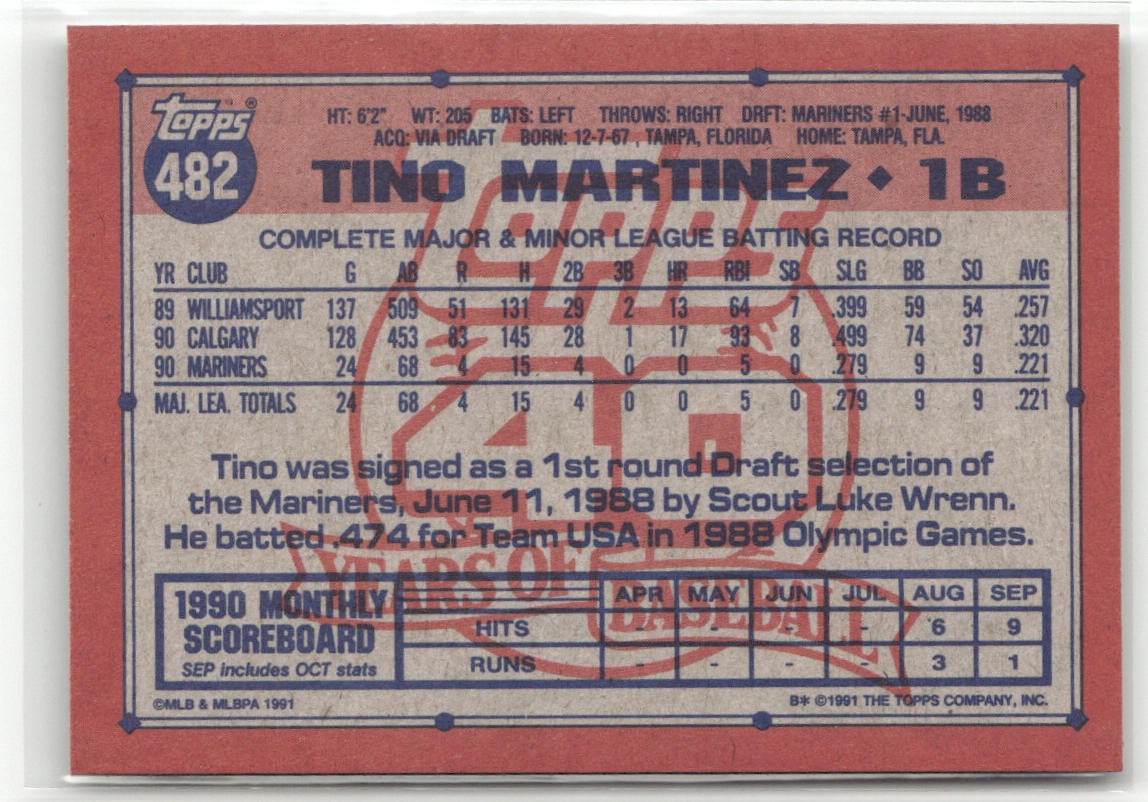 Topps ™ ®
482
HT: 6'2" WT: 205 BATS: LEFT THROWS: RIGHT DRFT: MARINERS #1-JUNE, 1988
ACQ: VIA DRAFT BORN: 12-7-67 , TAMPA, FLORIDA HOME: TAMPA, FLA.
TINO MARTINEZ ◆ 1B
Topps
COMPLETE MAJOR & MINOR LEAGUE BATTING RECORD
YR CLUB G AB R H 2B 3B HR RBI SB SLG BB SO AVG
89 WILLIAMSPORT 137 509 51 131 29 2 13 64 7 .399 59 54 .257
90 CALGARY 128 453 83 145 28 1 17 93 8 .499 74 37 .320
90 MARINERS 24 68 4 15 4 0 0 5 0 .279 9 9 .221
MAJ. LEA. TOTALS 24 68 4 15 4 0 0 5 0 .279 9 9 .221
40
Tino was signed as a 1st round Draft selection of
the Mariners, June 11, 1988 by Scout Luke Wrenn.
He batted .474 for Team USA in 1988 Olympic Games.
YEARS OF BASEBALL
1990 MONTHLY
SCOREBOARD
SEP includes OCT stats
APR MAY JUN JUL AUG SEP
HITS - - - - 6 9
RUNS - - - - 3 1
©MLB & MLBPA 1991
B* ©1991 THE TOPPS COMPANY, INC.